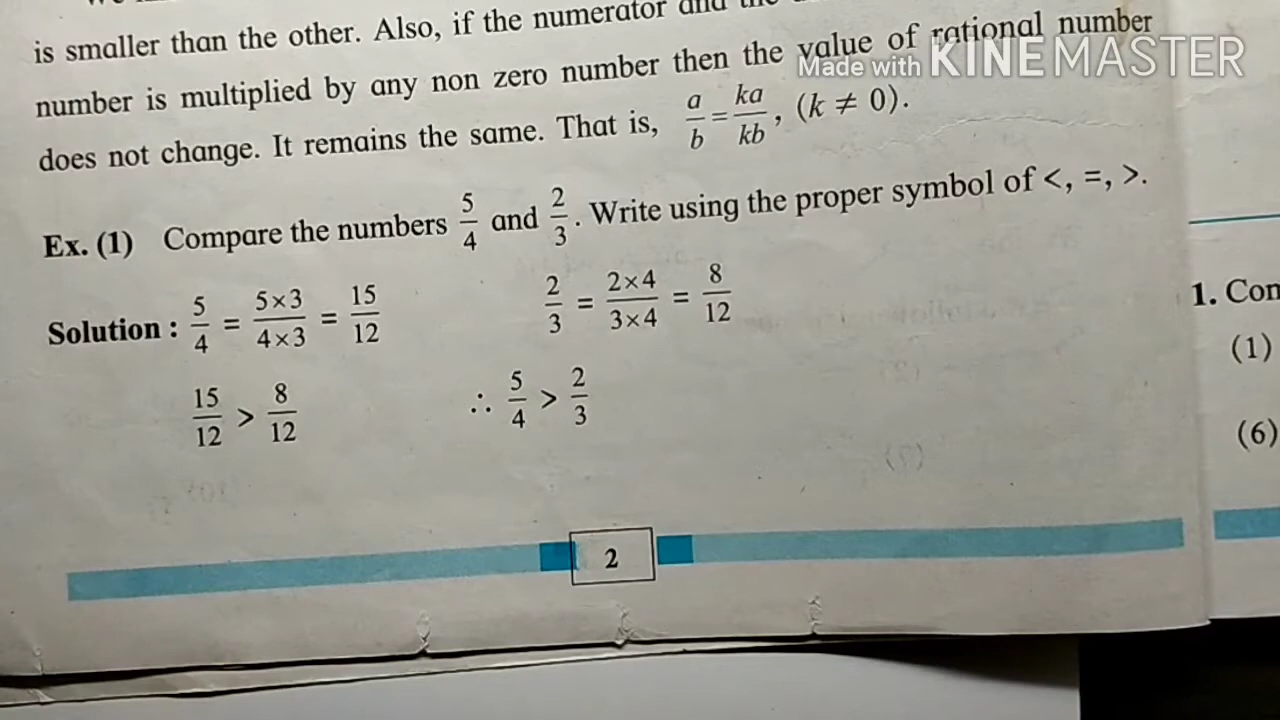 is smaller than the other. Also, if the numerator and the
number is multiplied by any non zero number then the value of rational number
Made with KINEMASTER
does not change. It remains the same. That is, a/b = ka/kb, (k ≠ 0).
Ex. (1) Compare the numbers 5/4 and 2/3. Write using the proper symbol of <, =, >.
Solution : 5/4 = 5×3/4×3 = 15/12 2/3 = 2×4/3×4 = 8/12
15/12 > 8/12 ∴ 5/4 > 2/3
2
1. Con
(1)
(6)